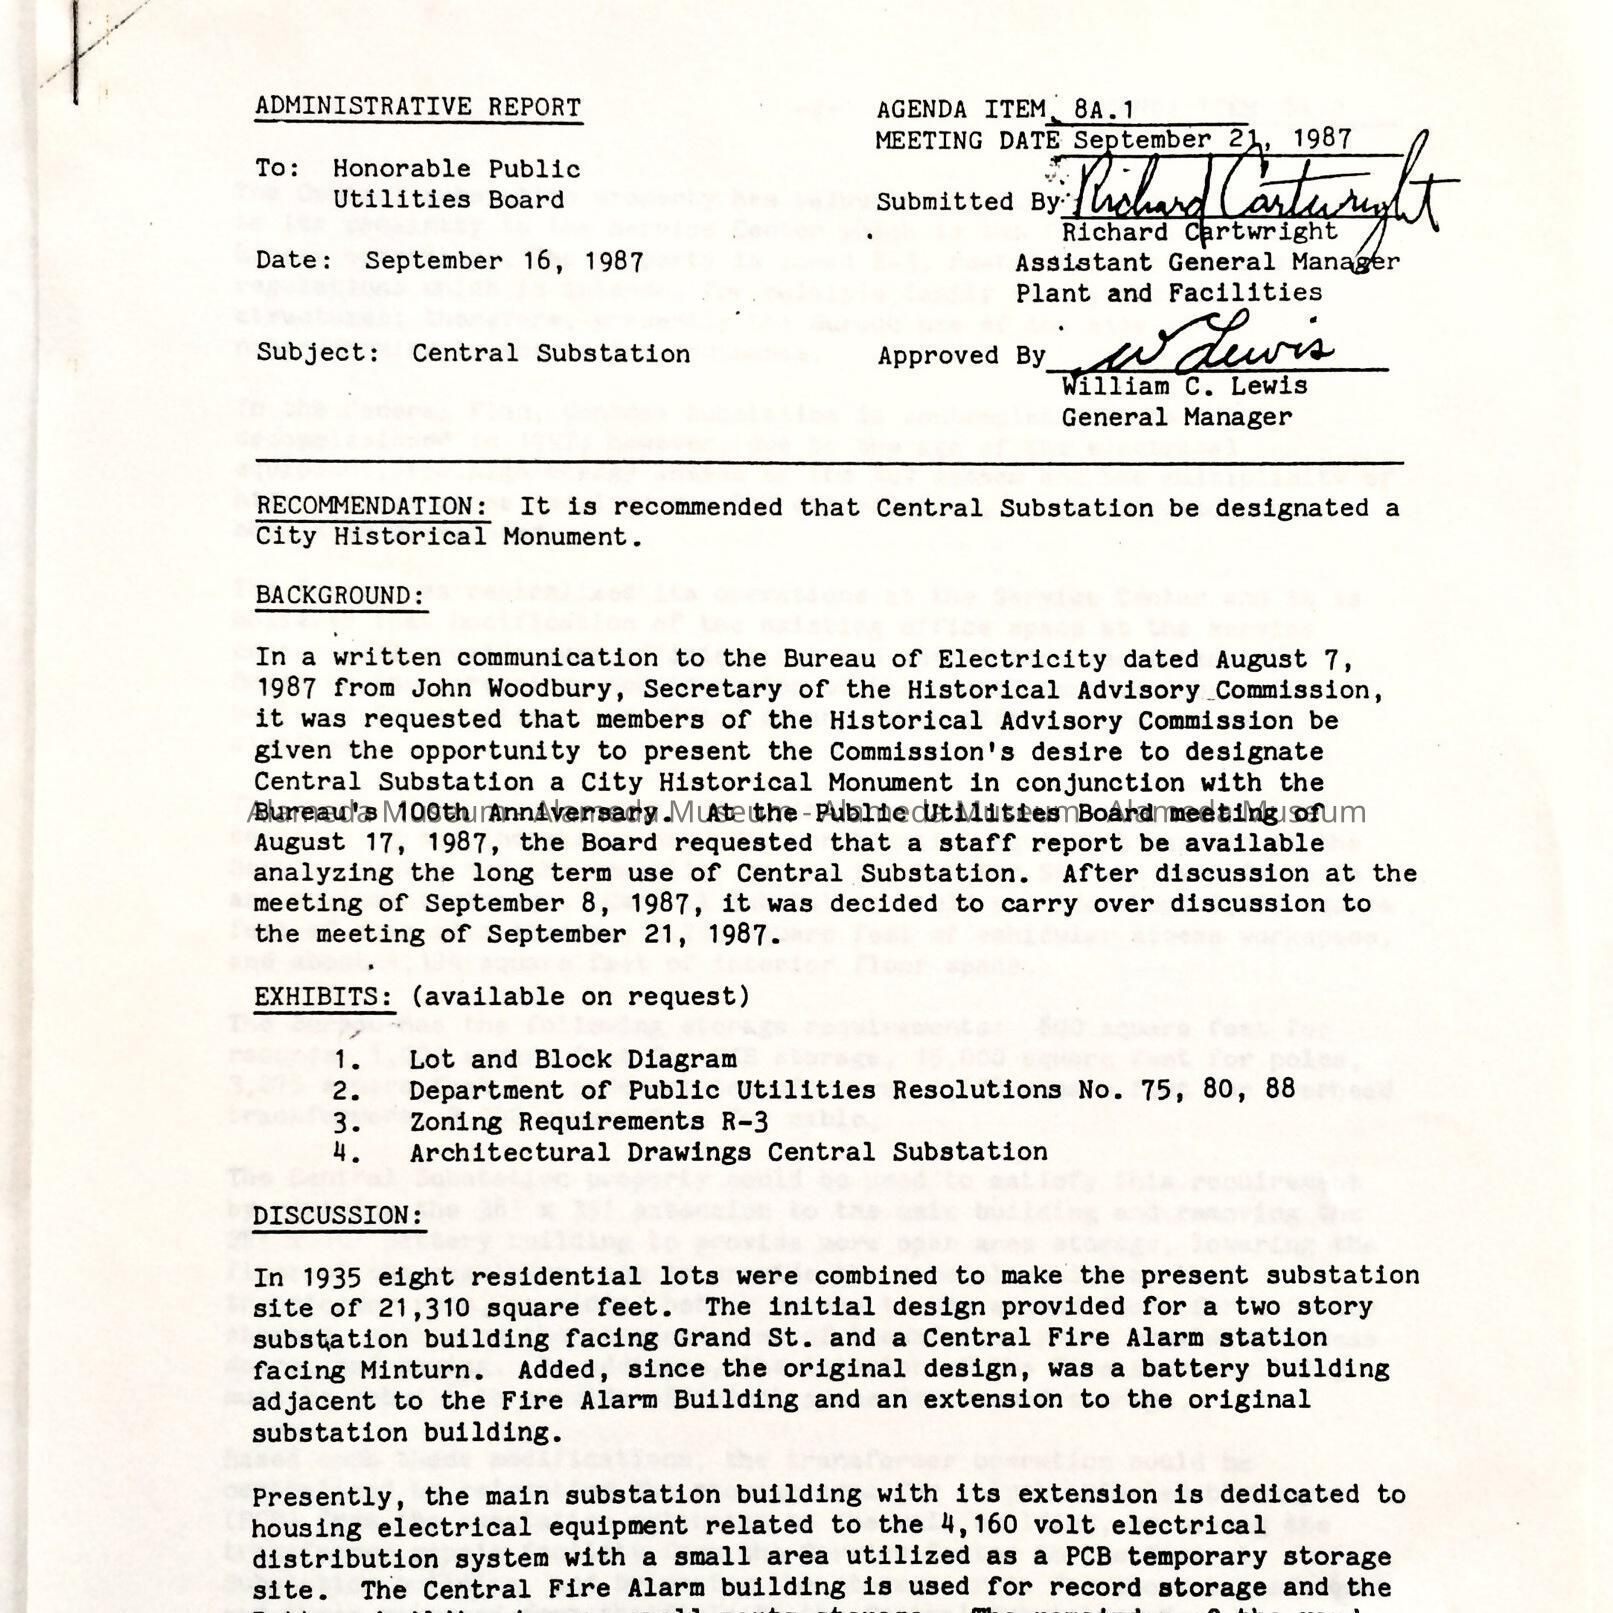 ADMINISTRATIVE REPORT
AGENDA ITEM 8A.1
MEETING DATE September 21, 1987
To: Honorable Public
Utilities Board
Submitted By Richard Cartwright
Richard Cartwright
Date: September 16, 1987
Assistant General Manager
Plant and Facilities
Subject: Central Substation
Approved By W Lewis
William C. Lewis
General Manager
RECOMMENDATION: It is recommended that Central Substation be designated a
City Historical Monument.
BACKGROUND:
In a written communication to the Bureau of Electricity dated August 7,
1987 from John Woodbury, Secretary of the Historical Advisory Commission,
it was requested that members of the Historical Advisory Commission be
given the opportunity to present the Commission's desire to designate
Central Substation a City Historical Monument in conjunction with the
Bureau's 100th Anniversary. At the Public Utilities Board meeting of
Alameda Museum - Alameda Museum - Alameda Museum - Alameda Museum
August 17, 1987, the Board requested that a staff report be available
analyzing the long term use of Central Substation. After discussion at the
meeting of September 8, 1987, it was decided to carry over discussion to
the meeting of September 21, 1987.
EXHIBITS: (available on request)
1. Lot and Block Diagram
2. Department of Public Utilities Resolutions No. 75, 80, 88
3. Zoning Requirements R-3
4. Architectural Drawings Central Substation
DISCUSSION:
In 1935 eight residential lots were combined to make the present substation
site of 21,310 square feet. The initial design provided for a two story
substation building facing Grand St. and a Central Fire Alarm station
facing Minturn. Added, since the original design, was a battery building
adjacent to the Fire Alarm Building and an extension to the original
substation building.
Presently, the main substation building with its extension is dedicated to
housing electrical equipment related to the 4,160 volt electrical
distribution system with a small area utilized as a PCB temporary storage
site. The Central Fire Alarm building is used for record storage and the